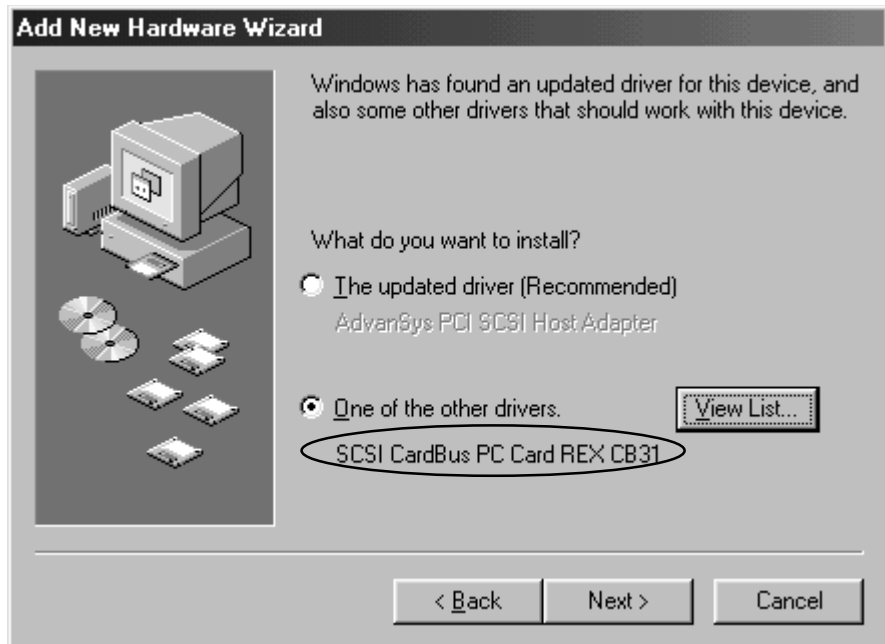 Add New Hardware Wizard
Windows has found an updated driver for this device, and
also some other drivers that should work with this device.
What do you want to install?
The updated driver (Recommended)
AdvanSys PCI SCSI Host Adapter
One of the other drivers.
View List...
SCSI CardBus PC Card REX CB31
< Back
Next >
Cancel